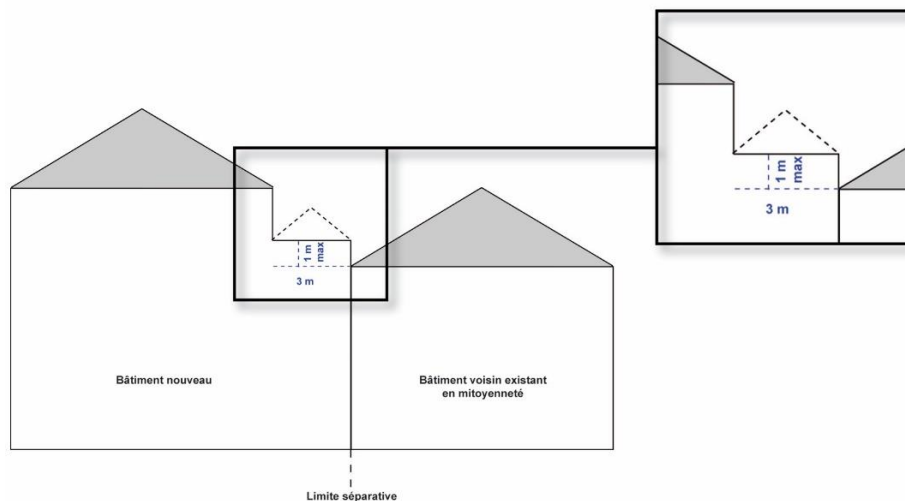 1 m
max
3 m
1 m
max
3 m
Bâtiment nouveau
Bâtiment voisin existant
en mitoyenneté
Limite séparative